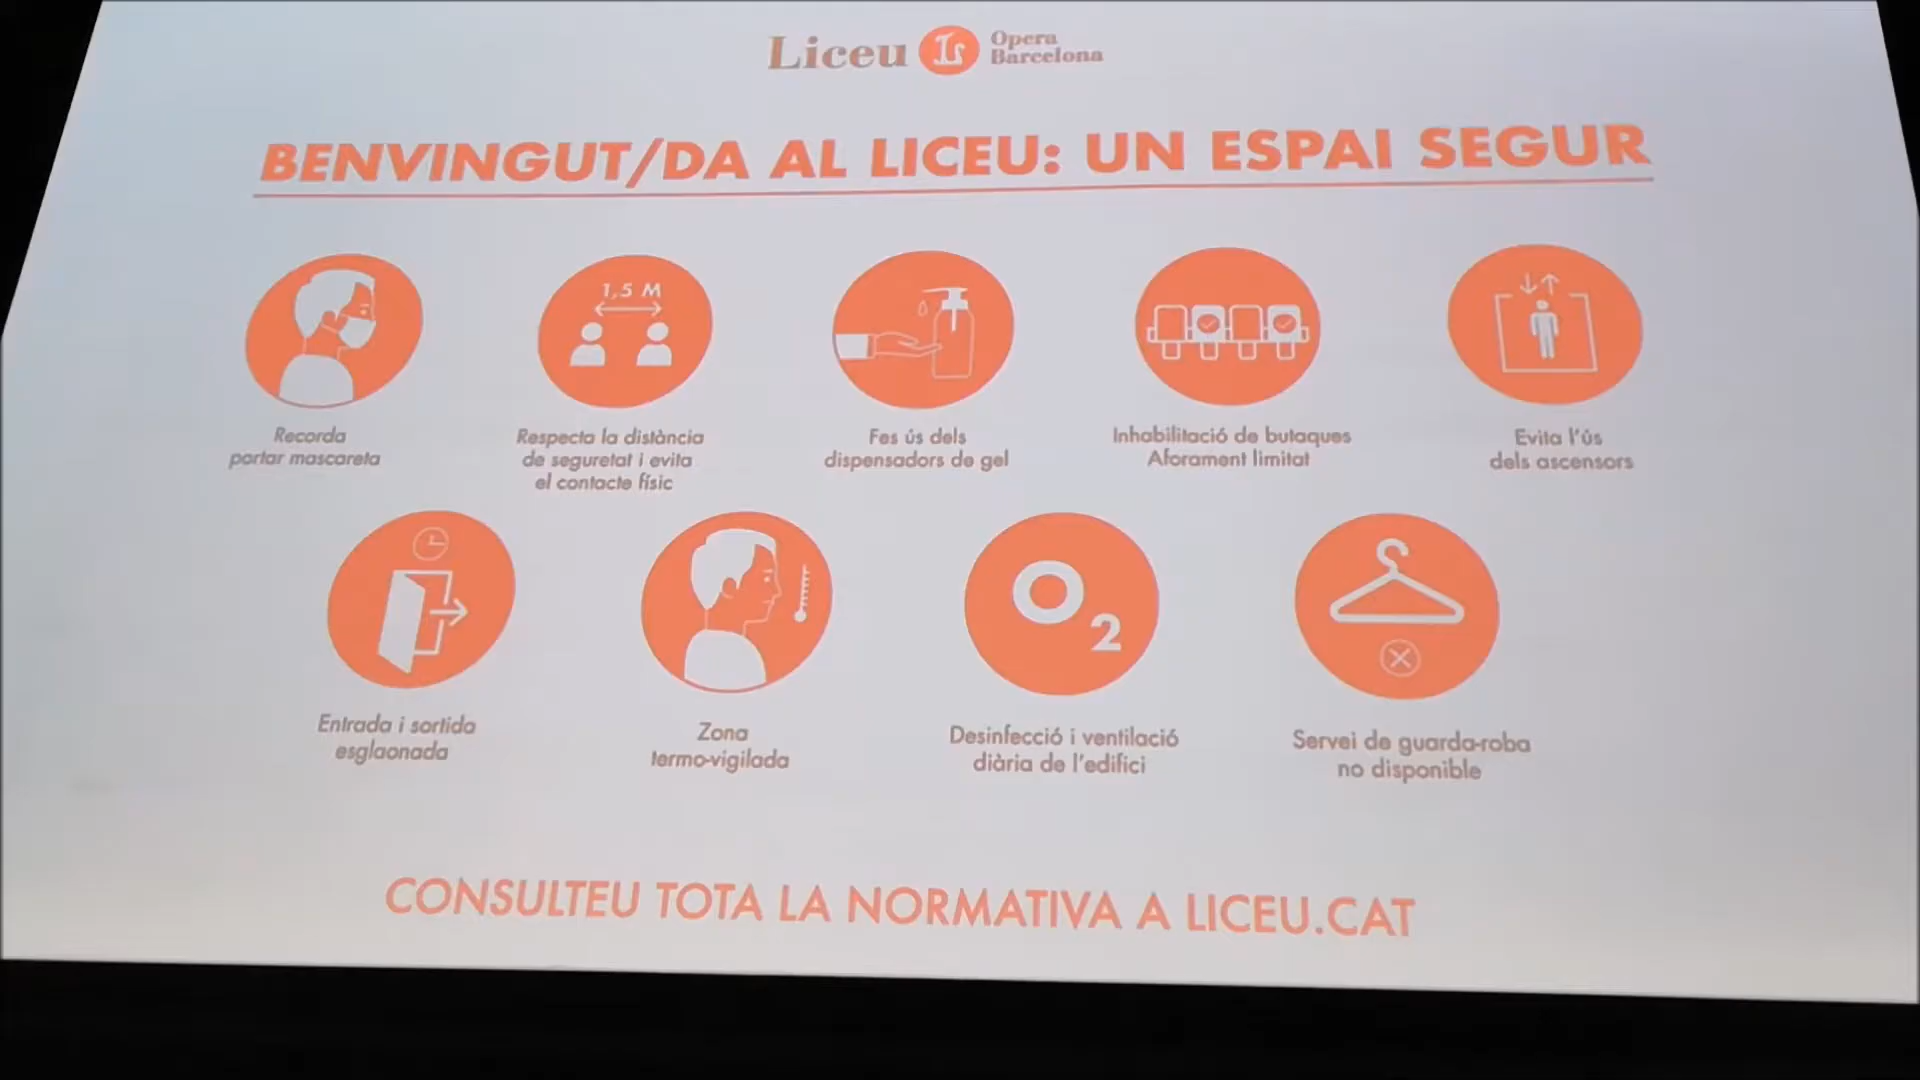 Liceu
Opera
Barcelona
BENVINGUT/DA AL LICEU: UN ESPAI SEGUR
1,5 M
Recorda
portar mascareta
Respecta la distància
de seguretat i evita
el contacte físic
Fes ús dels
dispensadors de gel
Inhabilitació de butaques
Aforament limitat
Evita l'ús
dels ascensors
O2
Entrada i sortida
esglaonada
Zona
termo-vigilada
Desinfecció i ventilació
diària de l'edifici
Servei de guarda-roba
no disponible
CONSULTEU TOTA LA NORMATIVA A LICEU.CAT